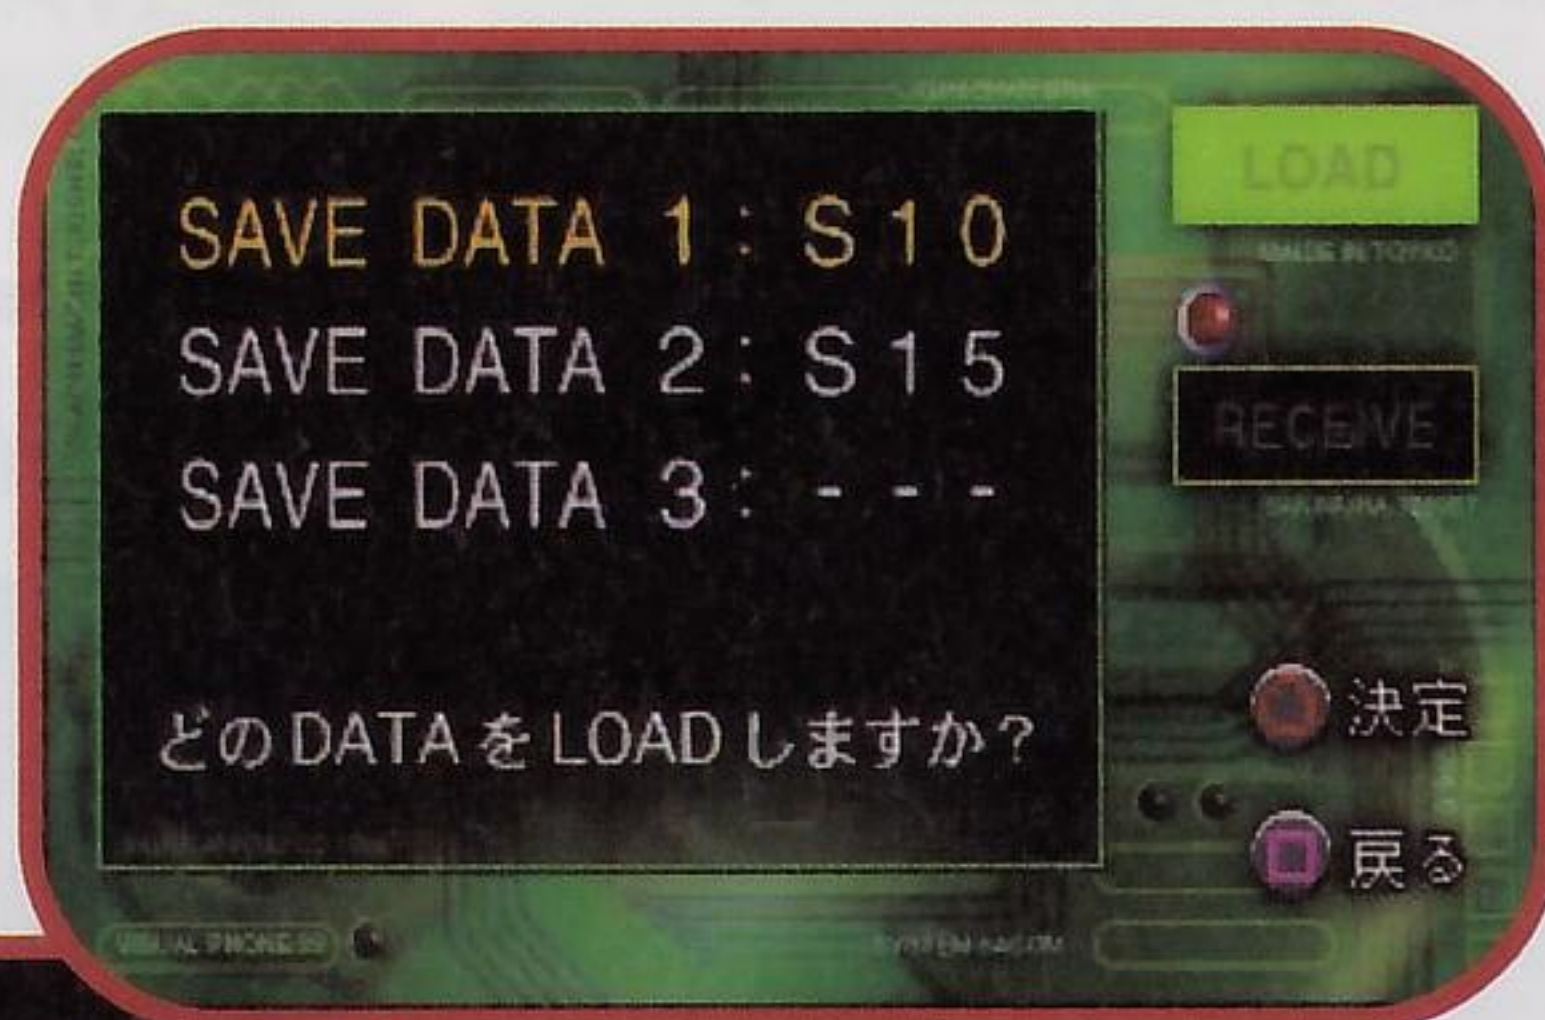 LOAD
SAVE DATA 1: S10
SAVE DATA 2: S15
RECEIVE
SAVE DATA 3: ---
どのDATAをLOADしますか?
決定
戻る